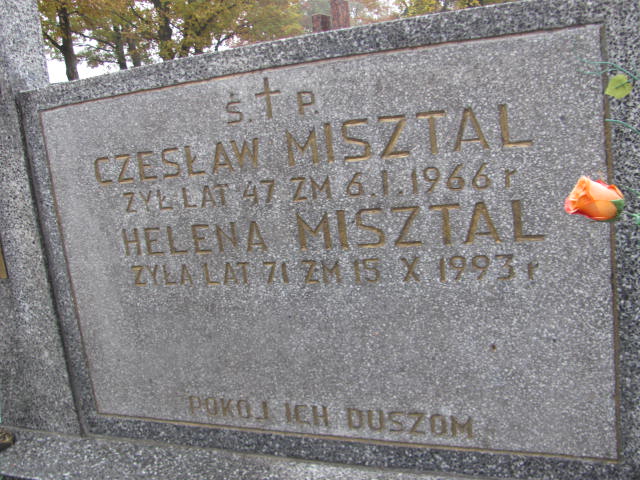 Ś.†P.
CZESŁAW MISZTAL
ŻYŁ LAT 47 ZM 6.I.1966 r
HELENA MISZTAL
ŻYŁA LAT 71 ZM 15 X 1993 r
POKÓJ ICH DUSZOM